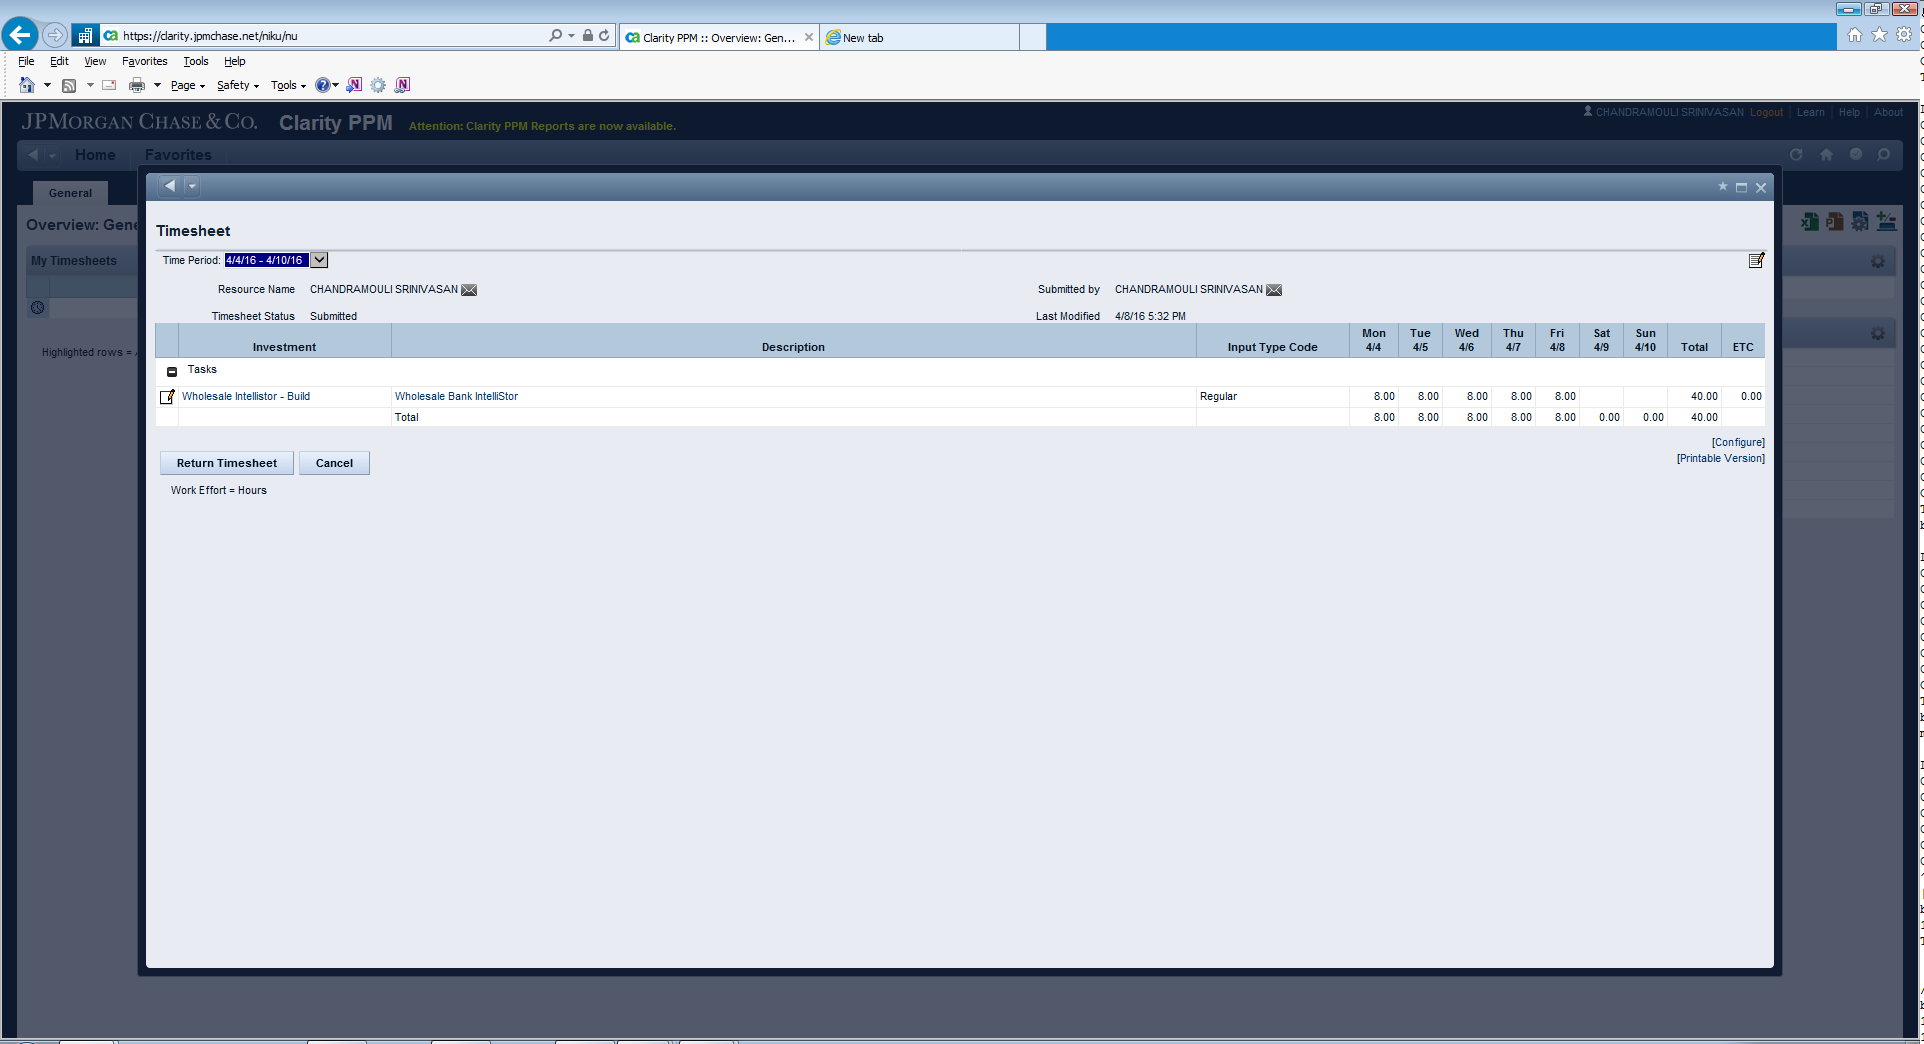 https://clarity.jpmchase.net/niku/nu
Clarity PPM :: Overview: Gen...
New tab
File Edit View Favorites Tools Help
Page Safety Tools
JPMORGAN CHASE & CO. Clarity PPM Attention: Clarity PPM Reports are now available.
CHANDRAMOULI SRINIVASAN Logout Learn Help About
Home Favorites
General
Overview: Gene
My Timesheets
Highlighted rows =
Timesheet
Time Period: 4/4/16 - 4/10/16
Resource Name CHANDRAMOULI SRINIVASAN Submitted by CHANDRAMOULI SRINIVASAN
Timesheet Status Submitted Last Modified 4/8/16 5:32 PM
Investment Description Input Type Code Mon 4/4 Tue 4/5 Wed 4/6 Thu 4/7 Fri 4/8 Sat 4/9 Sun 4/10 Total ETC
Tasks
Wholesale Intellistor - Build Wholesale Bank IntelliStor Regular 8.00 8.00 8.00 8.00 8.00 40.00 0.00
Total 8.00 8.00 8.00 8.00 8.00 0.00 0.00 40.00
[Configure]
[Printable Version]
Return Timesheet Cancel
Work Effort = Hours